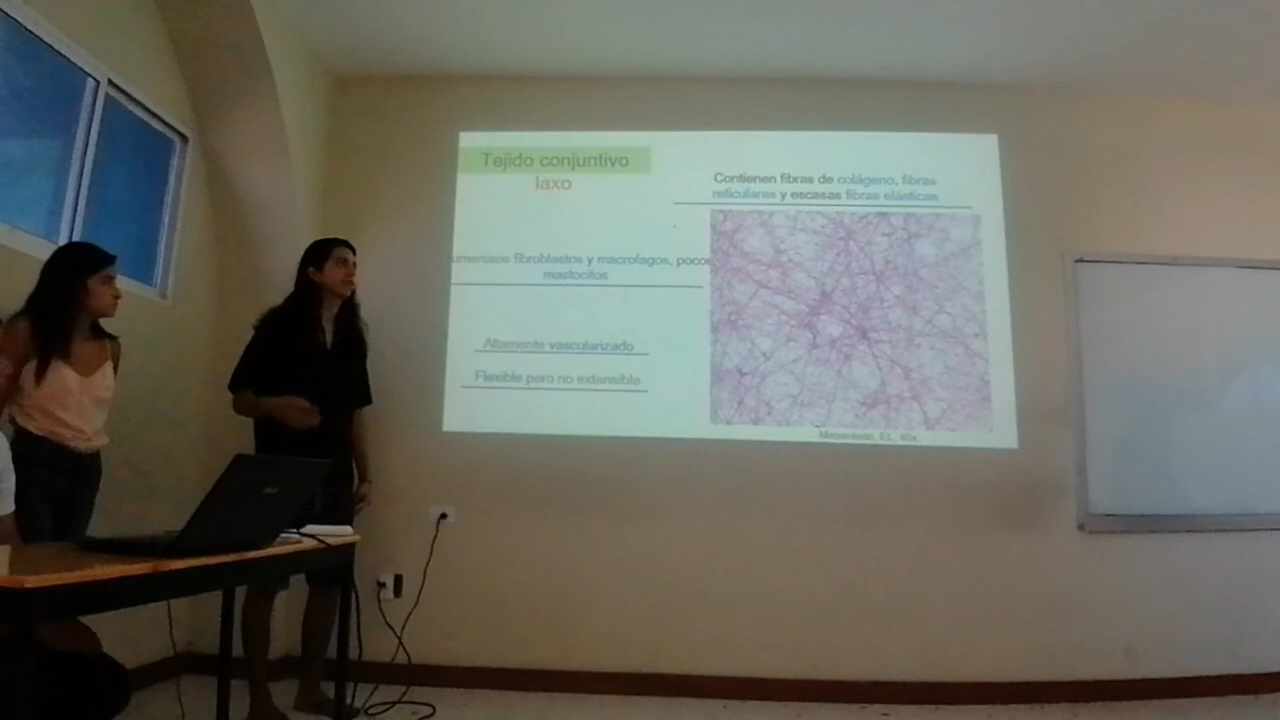 Tejido conjuntivo
laxo
Contienen fibras de colágeno, fibras
reticulares y escasas fibras elásticas
umerosos fibroblastos y macrofagos, pocos
mastocitos
Altamente vascularizado
Flexible pero no extensible
Mesenterio, EL, 40x.